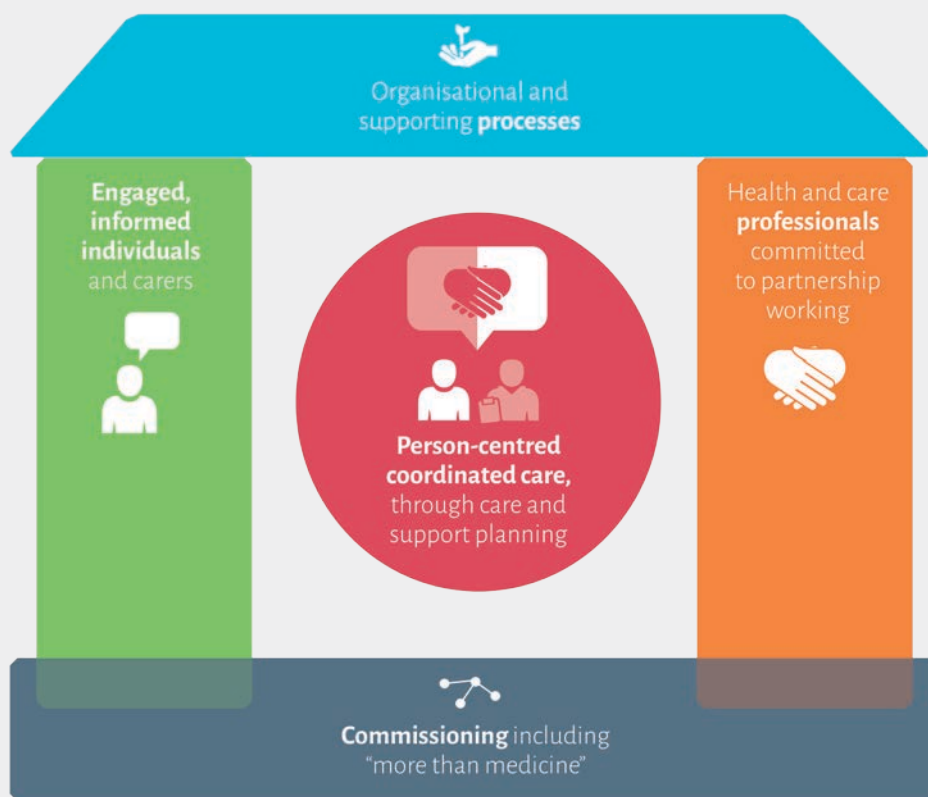 Organisational and
supporting processes
Engaged,
informed
individuals
and carers
Person-centred
coordinated care,
through care and
support planning
Health and care
professionals
committed
to partnership
working
Commissioning including
“more than medicine”